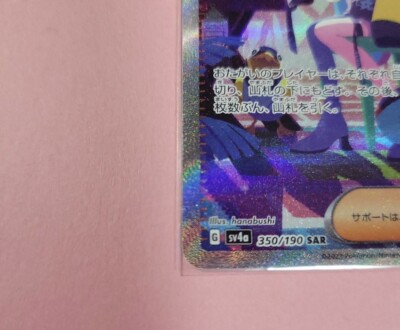 おたがいのプレイヤーは、それぞれ自
切り、山札の下にもどす。その後、
枚数ぶん、山札を引く。
Illus. hanabushi
サポートは
G SV4a 350/190 SAR